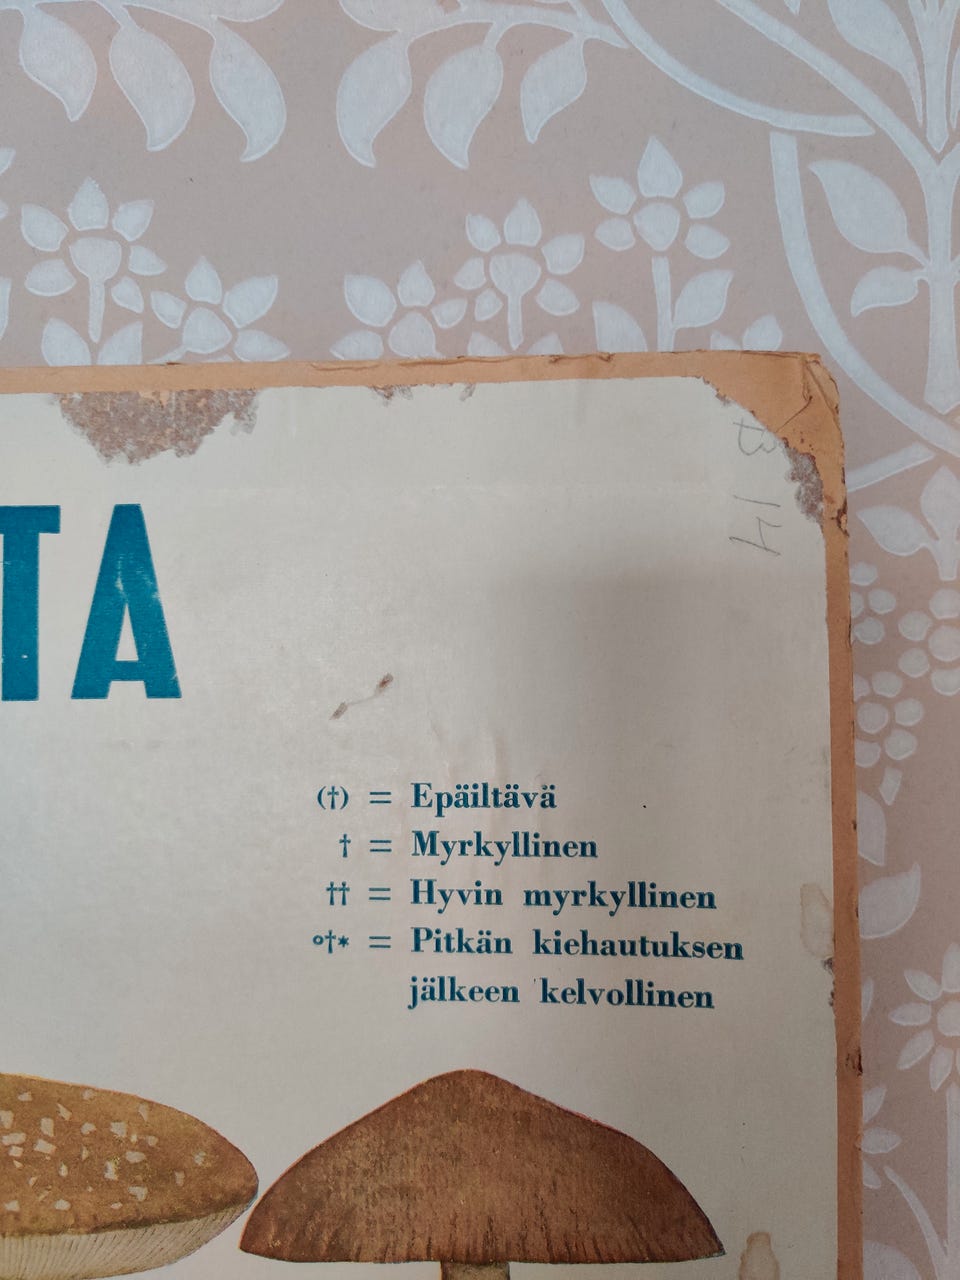 TA
(†) = Epäiltävä
† = Myrkyllinen
†† = Hyvin myrkyllinen
°†* = Pitkän kiehautuksen
jälkeen kelvollinen